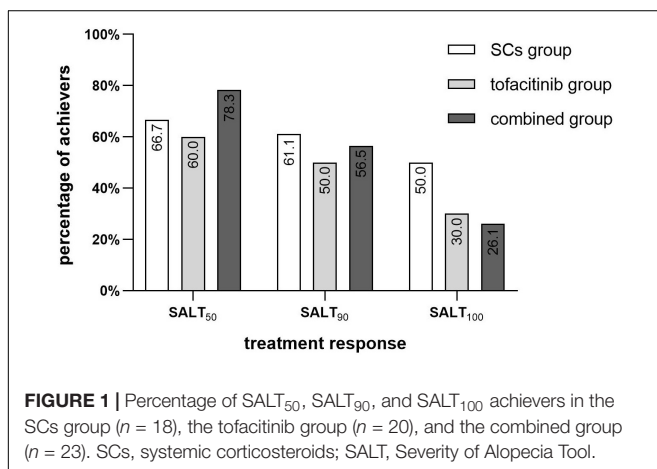 100%
80%
60%
40%
20%
0%
percentage of achievers
SCs group
tofacitinib group
combined group
66.7
60.0
78.3
61.1
50.0
56.5
50.0
30.0
26.1
SALT₅₀ SALT₉₀ SALT₁₀₀
treatment response
FIGURE 1 | Percentage of SALT₅₀, SALT₉₀, and SALT₁₀₀ achievers in the
SCs group (n = 18), the tofacitinib group (n = 20), and the combined group
(n = 23). SCs, systemic corticosteroids; SALT, Severity of Alopecia Tool.